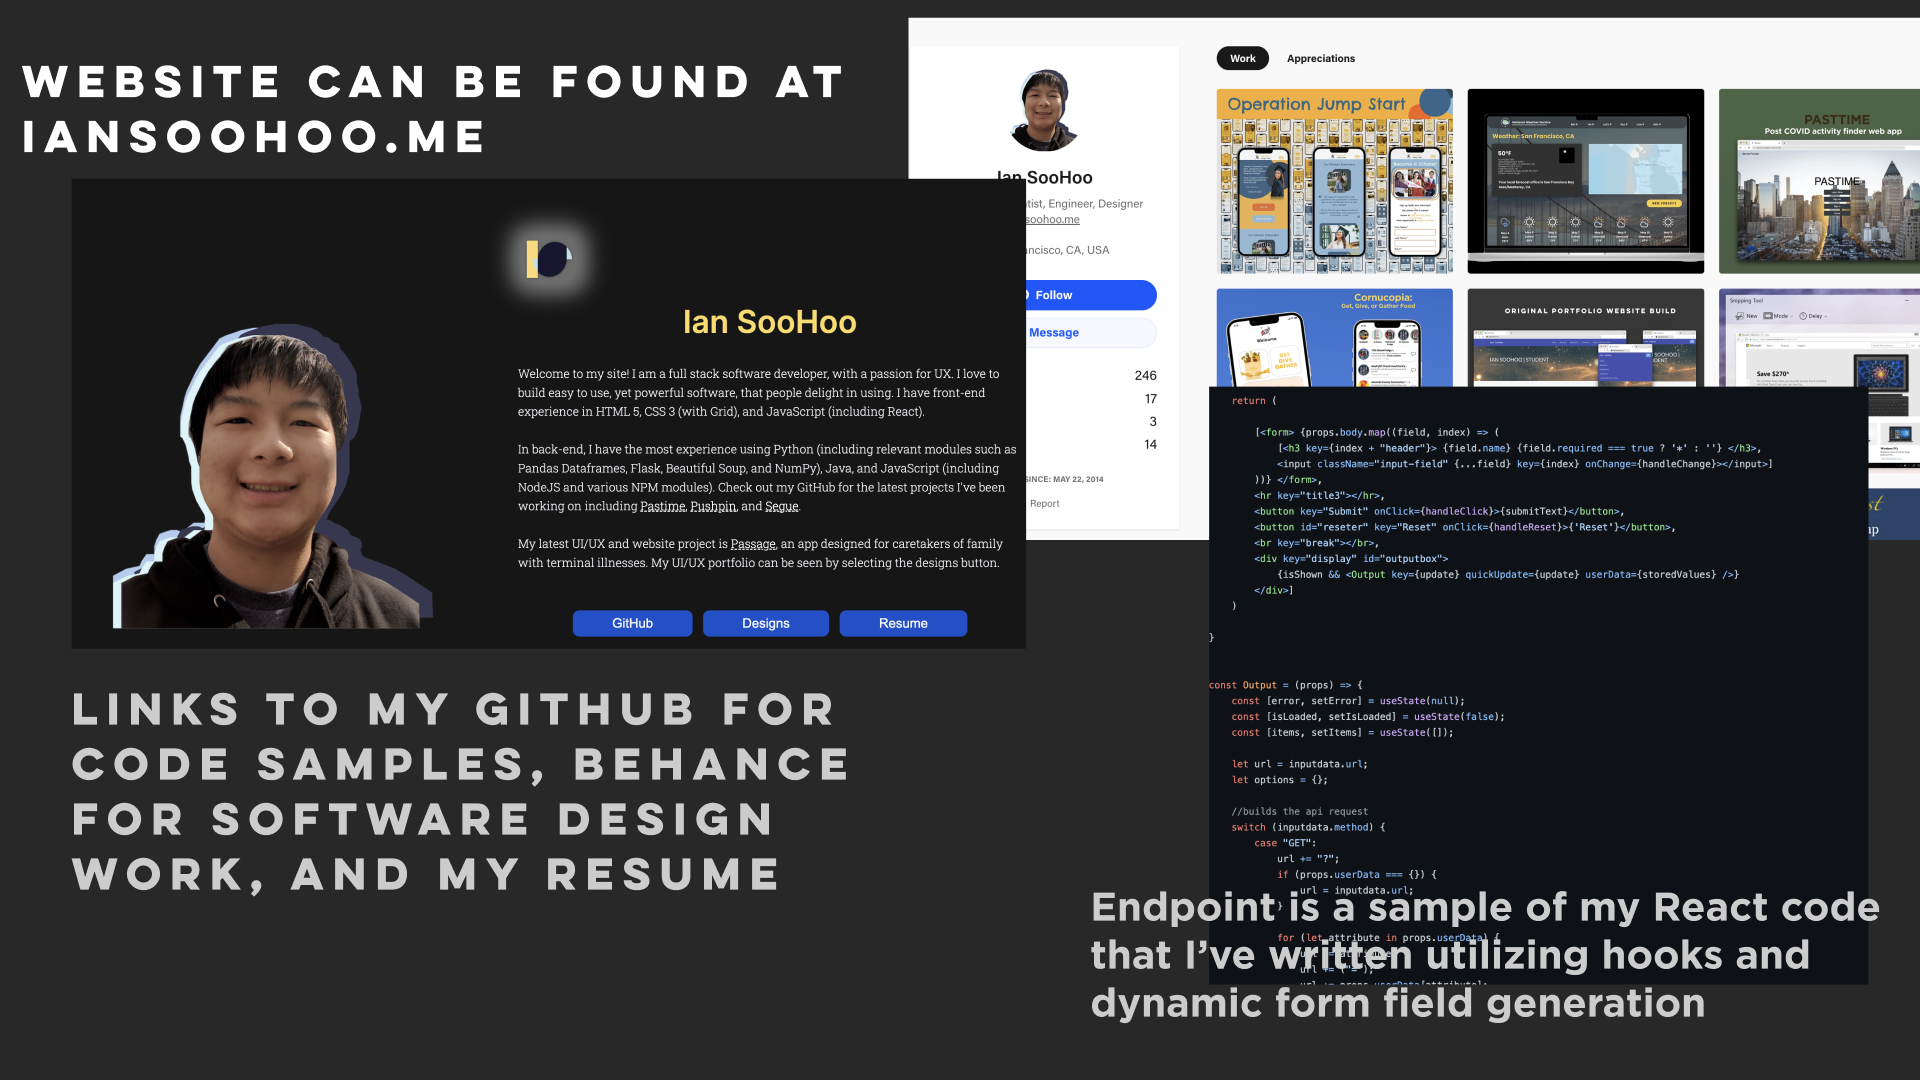 WEBSITE CAN BE FOUND AT
IANSOOHOO.ME
Ian SooHoo
Welcome to my site! I am a full stack software developer, with a passion for UX. I love to
build easy to use, yet powerful software, that people delight in using. I have front-end
experience in HTML 5, CSS 3 (with Grid), and JavaScript (including React).
In back-end, I have the most experience using Python (including relevant modules such as
Pandas Dataframes, Flask, Beautiful Soup, and NumPy), Java, and JavaScript (including
NodeJS and various NPM modules). Check out my GitHub for the latest projects I've been
working on including Pastime, Pushpin, and Segue.
My latest UI/UX and website project is Passage, an app designed for caretakers of family
with terminal illnesses. My UI/UX portfolio can be seen by selecting the designs button.
GitHub
Designs
Resume
LINKS TO MY GITHUB FOR
CODE SAMPLES, BEHANCE
FOR SOFTWARE DESIGN
WORK, AND MY RESUME
Ian SooHoo
tist, Engineer, Designer
soohoo.me
ncisco, CA, USA
Follow
Message
246
17
3
14
SINCE: MAY 22, 2014
Report
Work
Appreciations
Operation Jump Start
Weather: San Francisco, CA
50°F
PASTTIME
Post COVID activity finder web app
PASTIME
Cornucopia:
Get, Give, or Gather Food
Welcome
GET
GIVE
GATHER
ORIGINAL PORTFOLIO WEBSITE BUILD
IAN SOOHOO | STUDENT
Snipping Tool
New
Mode
Delay
Save $270*
return (
[<form> {props.body.map((field, index) => (
[<h3 key={index + "header"}> {field.name} {field.required === true ? '*' : ''} </h3>,
<input className="input-field" {...field} key={index} onChange={handleChange}></input>]
))} </form>,
<hr key="title3"></hr>,
<button key="Submit" onClick={handleClick}>{submitText}</button>,
<button id="reseter" key="Reset" onClick={handleReset}>{'Reset'}</button>,
<br key="break"></br>,
<div key="display" id="outputbox">
{isShown && <Output key={update} quickUpdate={update} userData={storedValues} />}
</div>]
)
}
const Output = (props) => {
const [error, setError] = useState(null);
const [isLoaded, setIsLoaded] = useState(false);
const [items, setItems] = useState([]);
let url = inputdata.url;
let options = {};
//builds the api request
switch (inputdata.method) {
case "GET":
url += "?";
if (props.userData === {}) {
url = inputdata.url;
}
for (let attribute in props.userData) {
Endpoint is a sample of my React code
that I’ve written utilizing hooks and
dynamic form field generation